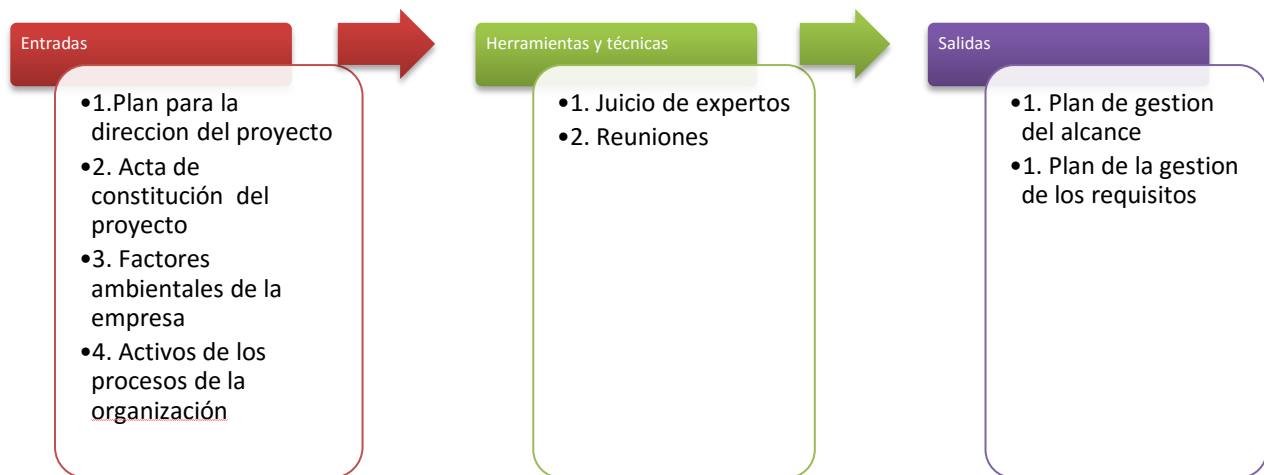 Entradas
•1.Plan para la
direccion del proyecto
•2. Acta de
constitución  del
proyecto
•3. Factores
ambientales de la
empresa
•4. Activos de los
procesos de la
organización
Herramientas y técnicas
•1. Juicio de expertos
•2. Reuniones
Salidas
•1. Plan de gestion
del alcance
•1. Plan de la gestion
de los requisitos